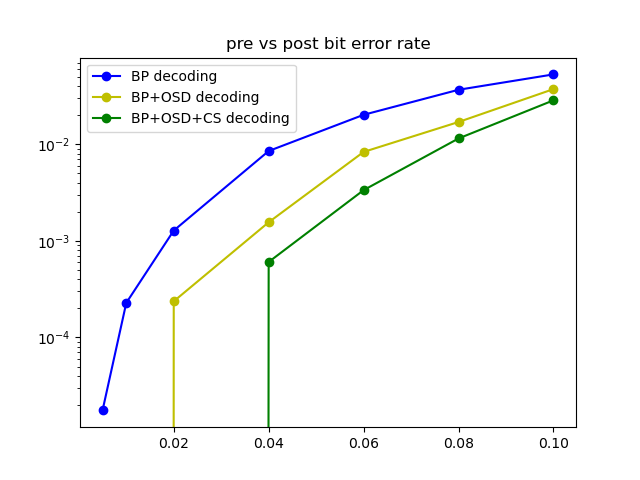 pre vs post bit error rate
BP decoding
BP+OSD decoding
BP+OSD+CS decoding
10⁻²
10⁻³
10⁻⁴
0.02 0.04 0.06 0.08 0.10